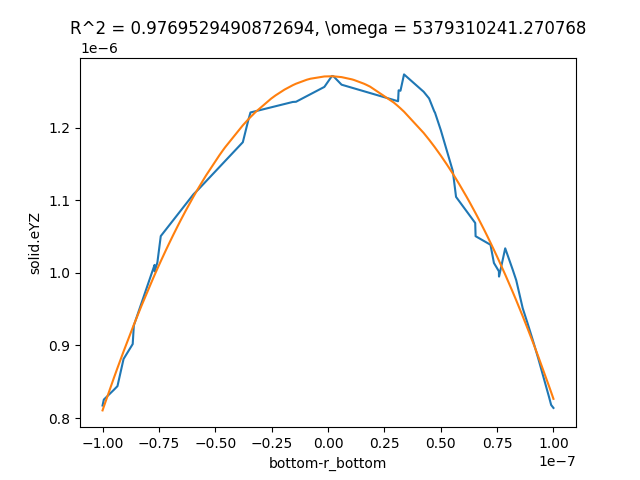 R^2 = 0.9769529490872694, \omega = 5379310241.270768
1e−6
1.2
1.1
solid.eYZ
1.0
0.9
0.8
−1.00 −0.75 −0.50 −0.25 0.00 0.25 0.50 0.75 1.00
bottom-r_bottom
1e−7